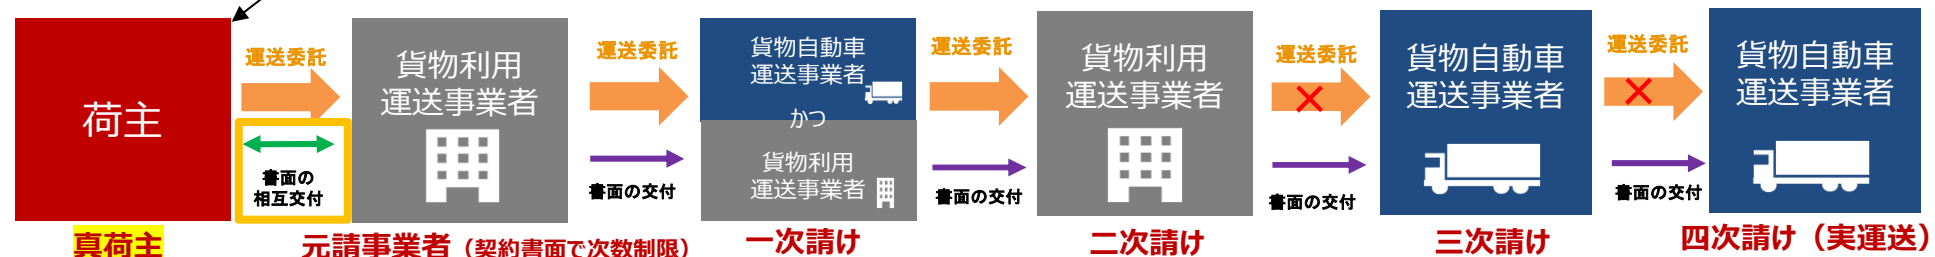 荷主
真荷主
運送委託
書面の
相互交付
貨物利用
運送事業者
元請事業者（契約書面で次数制限）
運送委託
書面の交付
貨物自動車
運送事業者
かつ
貨物利用
運送事業者
一次請け
運送委託
書面の交付
貨物利用
運送事業者
二次請け
運送委託
書面の交付
貨物自動車
運送事業者
三次請け
運送委託
書面の交付
貨物自動車
運送事業者
四次請け（実運送）